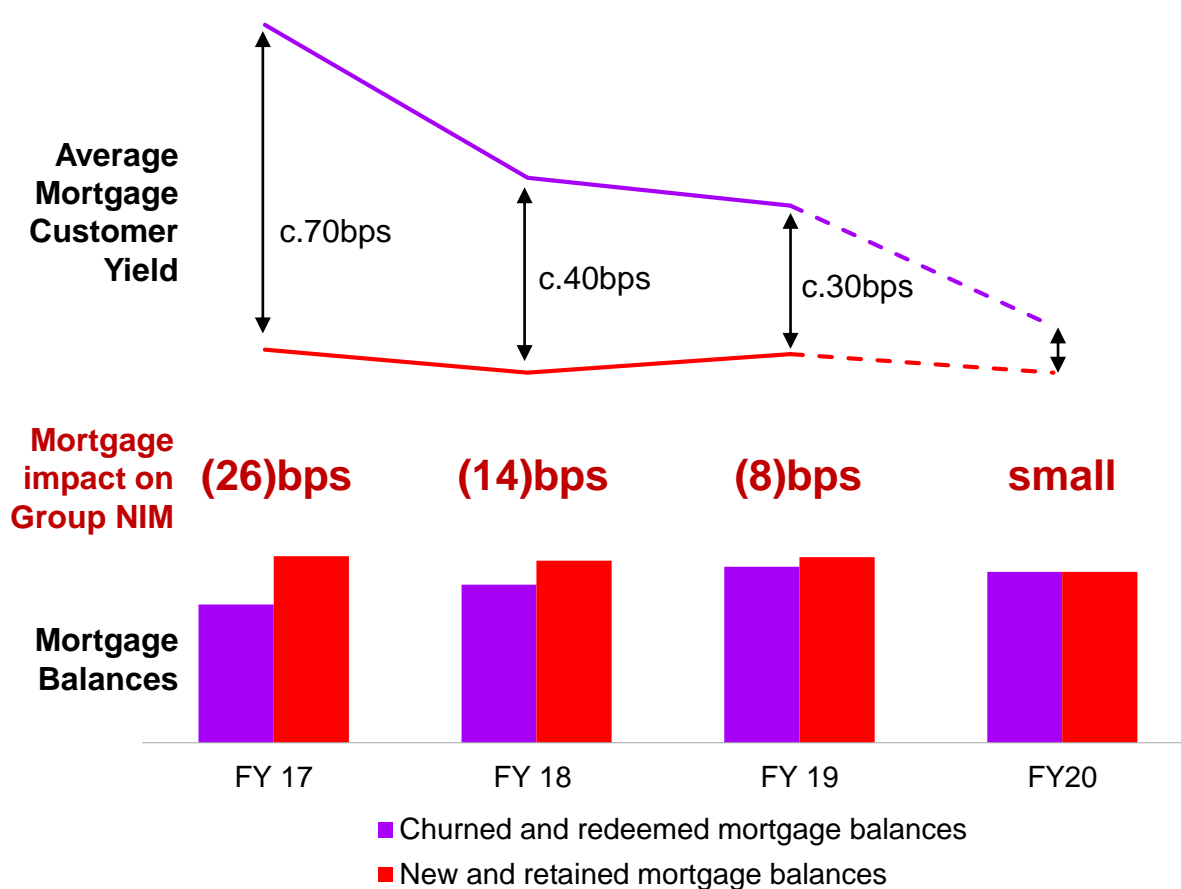 Average
Mortgage
Customer
Yield
c.70bps
c.40bps
c.30bps
Mortgage
impact on
Group NIM
(26)bps
(14)bps
(8)bps
small
Mortgage
Balances
FY 17
FY 18
FY 19
FY20
Churned and redeemed mortgage balances
New and retained mortgage balances